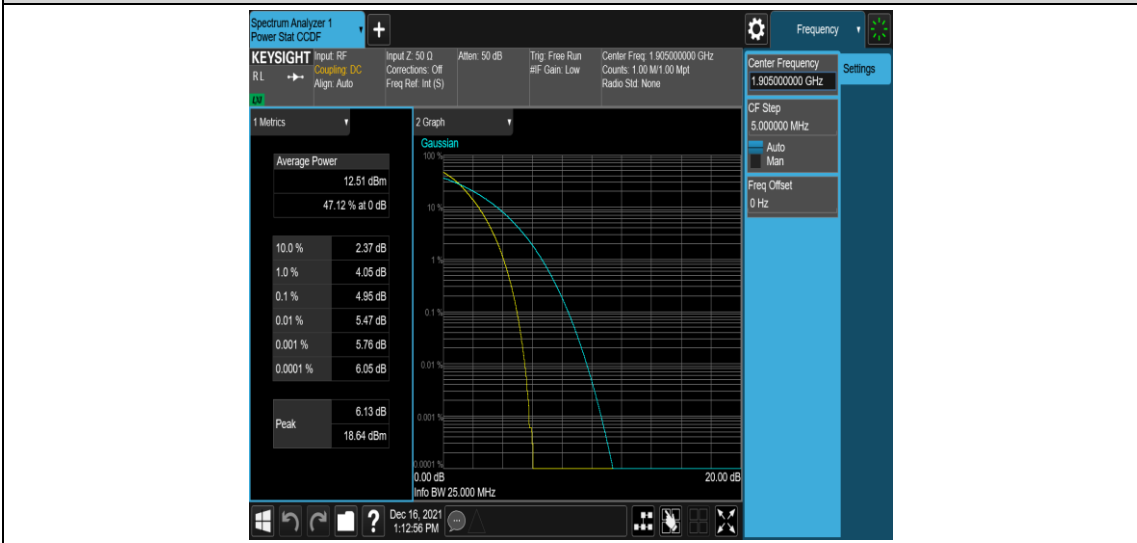 Spectrum Analyzer 1
Power Stat CCDF
+
Frequency
KEYSIGHT
Input: RF
Coupling: DC
Align: Auto
RL
LXI
Input Z: 50 Ω
Corrections: Off
Freq Ref: Int (S)
Atten: 50 dB
Trig: Free Run
#IF Gain: Low
Center Freq: 1.905000000 GHz
Counts: 1.00 M/1.00 Mpt
Radio Std: None
Center Frequency
1.905000000 GHz
Settings
CF Step
5.000000 MHz
Auto
Man
Freq Offset
0 Hz
1 Metrics
Average Power
12.51 dBm
47.12 % at 0 dB
10.0 % 2.37 dB
1.0 % 4.05 dB
0.1 % 4.95 dB
0.01 % 5.47 dB
0.001 % 5.76 dB
0.0001 % 6.05 dB
Peak
6.13 dB
18.64 dBm
2 Graph
Gaussian
100 %
10 %
1 %
0.1 %
0.01 %
0.001 %
0.0001 %
0.00 dB
20.00 dB
Info BW 25.000 MHz
?
Dec 16, 2021
1:12:56 PM